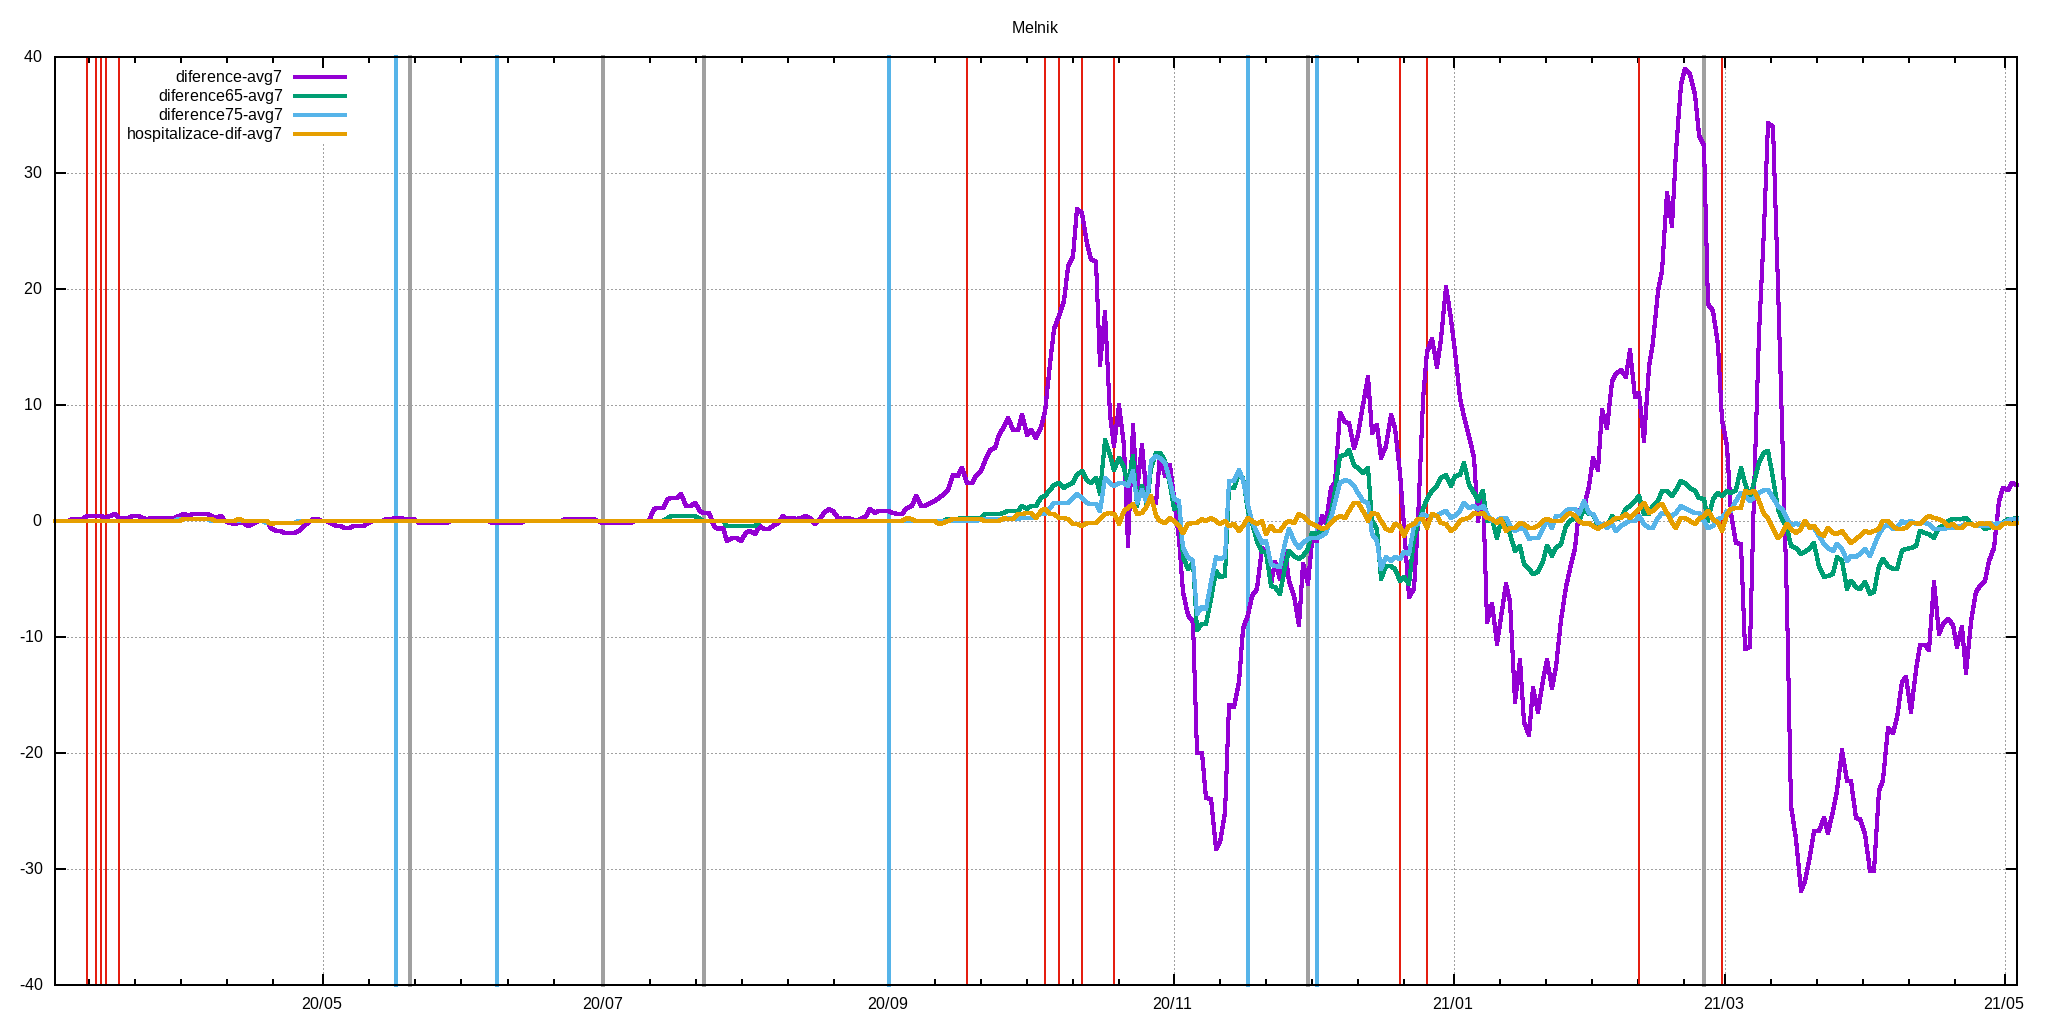 Melnik
diference-avg7
diference65-avg7
diference75-avg7
hospitalizace-dif-avg7
40
30
20
10
0
-10
-20
-30
-40
20/05 20/07 20/09 20/11 21/01 21/03 21/05